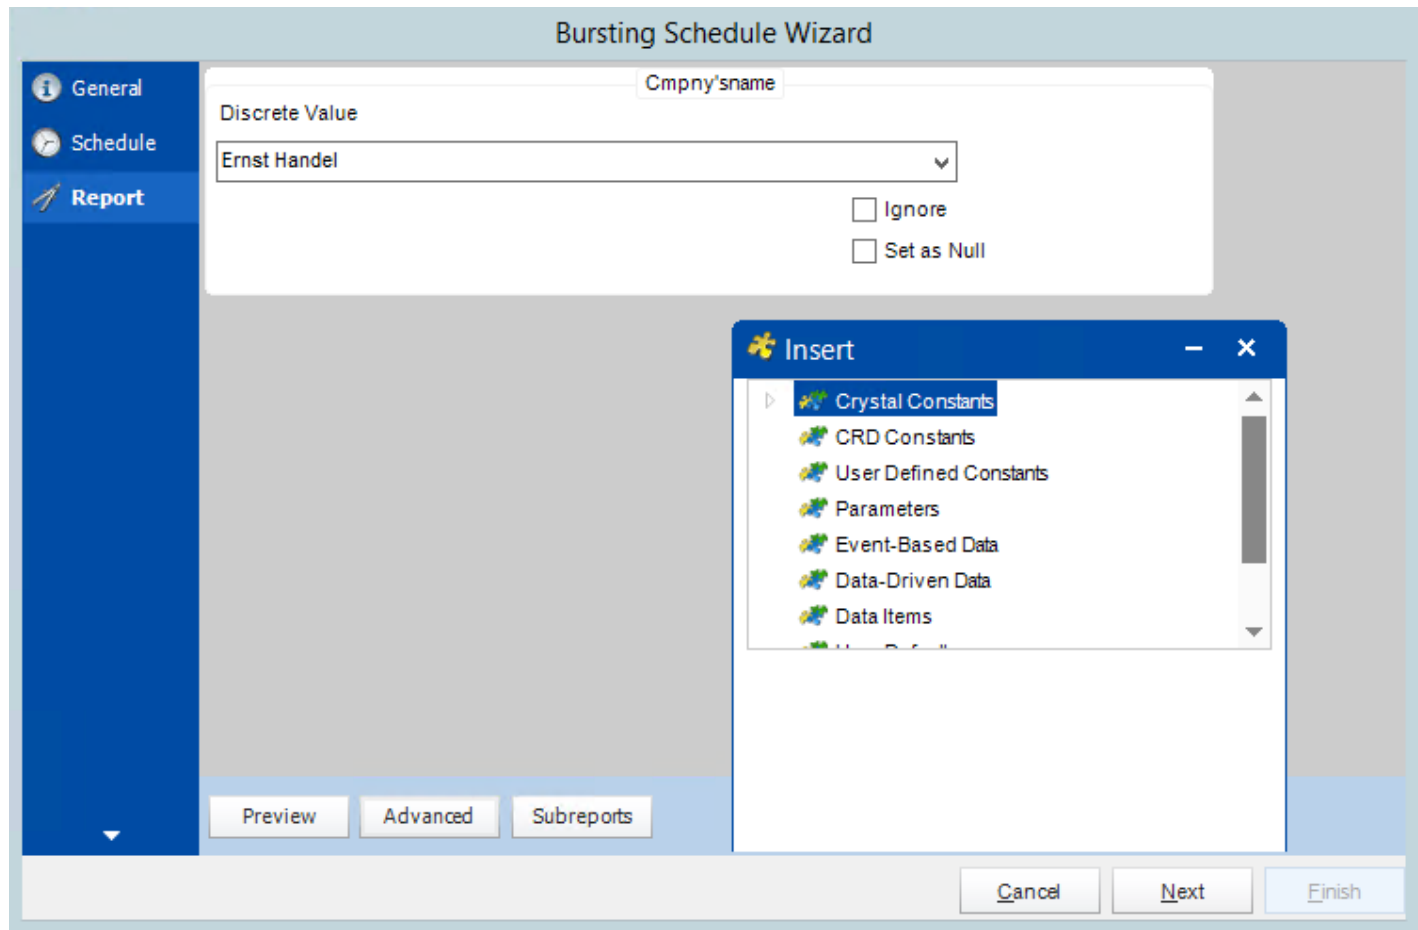 Bursting Schedule Wizard
General
Schedule
Report
Cmpny'sname
Discrete Value
Ernst Handel
Ignore
Set as Null
Insert
Crystal Constants
CRD Constants
User Defined Constants
Parameters
Event-Based Data
Data-Driven Data
Data Items
Preview
Advanced
Subreports
Cancel
Next
Finish